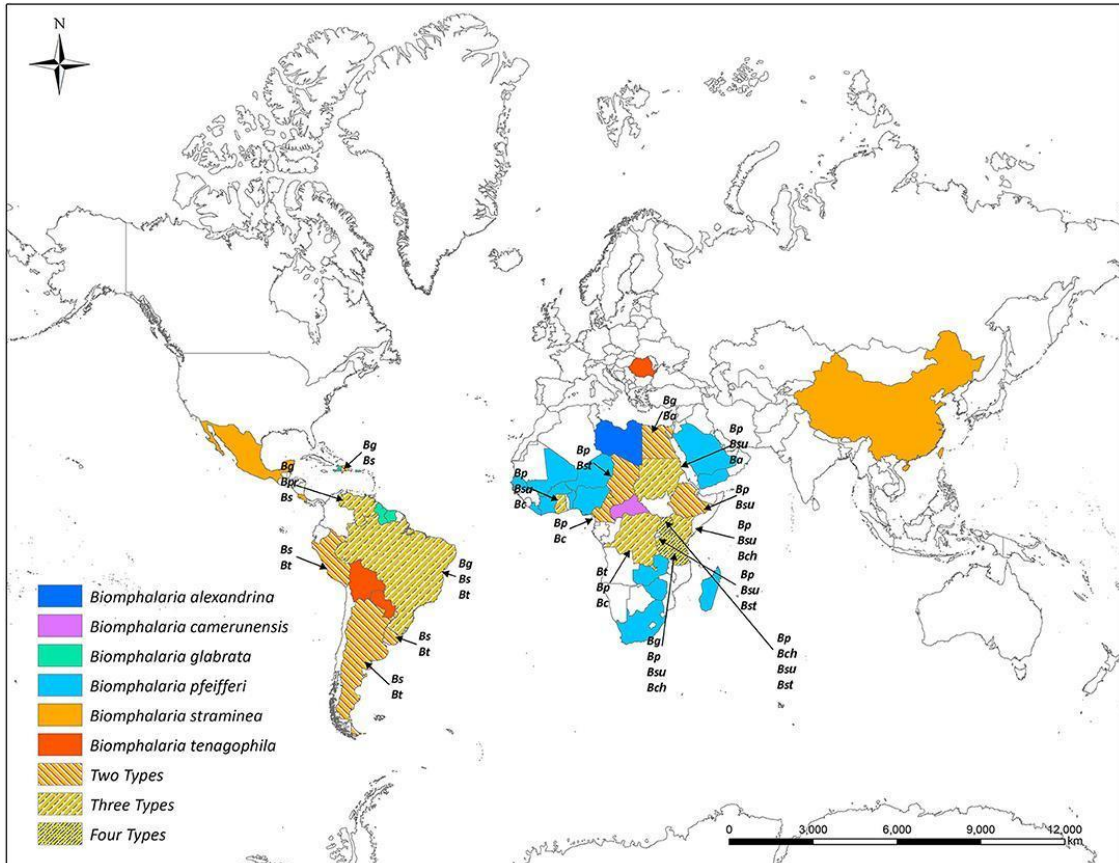 N
Bg
Ba
Bg
Bs
Bg
Bpr
Bs
Bp
Bst
Bp
Bsu
Ba
Bp
Bsu
Bc
Bp
Bsu
Bp
Bc
Bp
Bsu
Bch
Bs
Bt
Bg
Bs
Bt
Bt
Bp
Bc
Bp
Bsu
Bst
Bs
Bt
Bg
Bp
Bsu
Bch
Bp
Bch
Bsu
Bst
Bs
Bt
Biomphalaria alexandrina
Biomphalaria camerunensis
Biomphalaria glabrata
Biomphalaria pfeifferi
Biomphalaria straminea
Biomphalaria tenagophila
Two Types
Three Types
Four Types
0 3,000 6,000 9,000 12,000
km